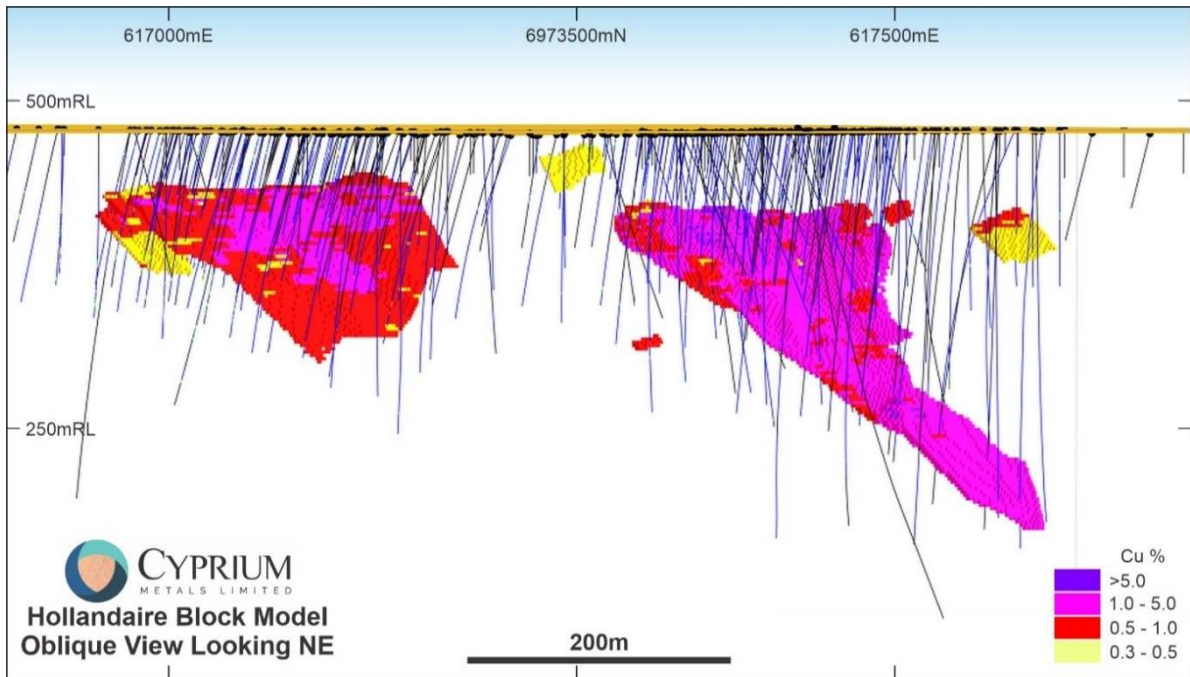 617000mE
6973500mN
617500mE
500mRL
250mRL
CYPRIUM
METALS LIMITED
Hollandaire Block Model
Oblique View Looking NE
200m
Cu %
>5.0
1.0 - 5.0
0.5 - 1.0
0.3 - 0.5